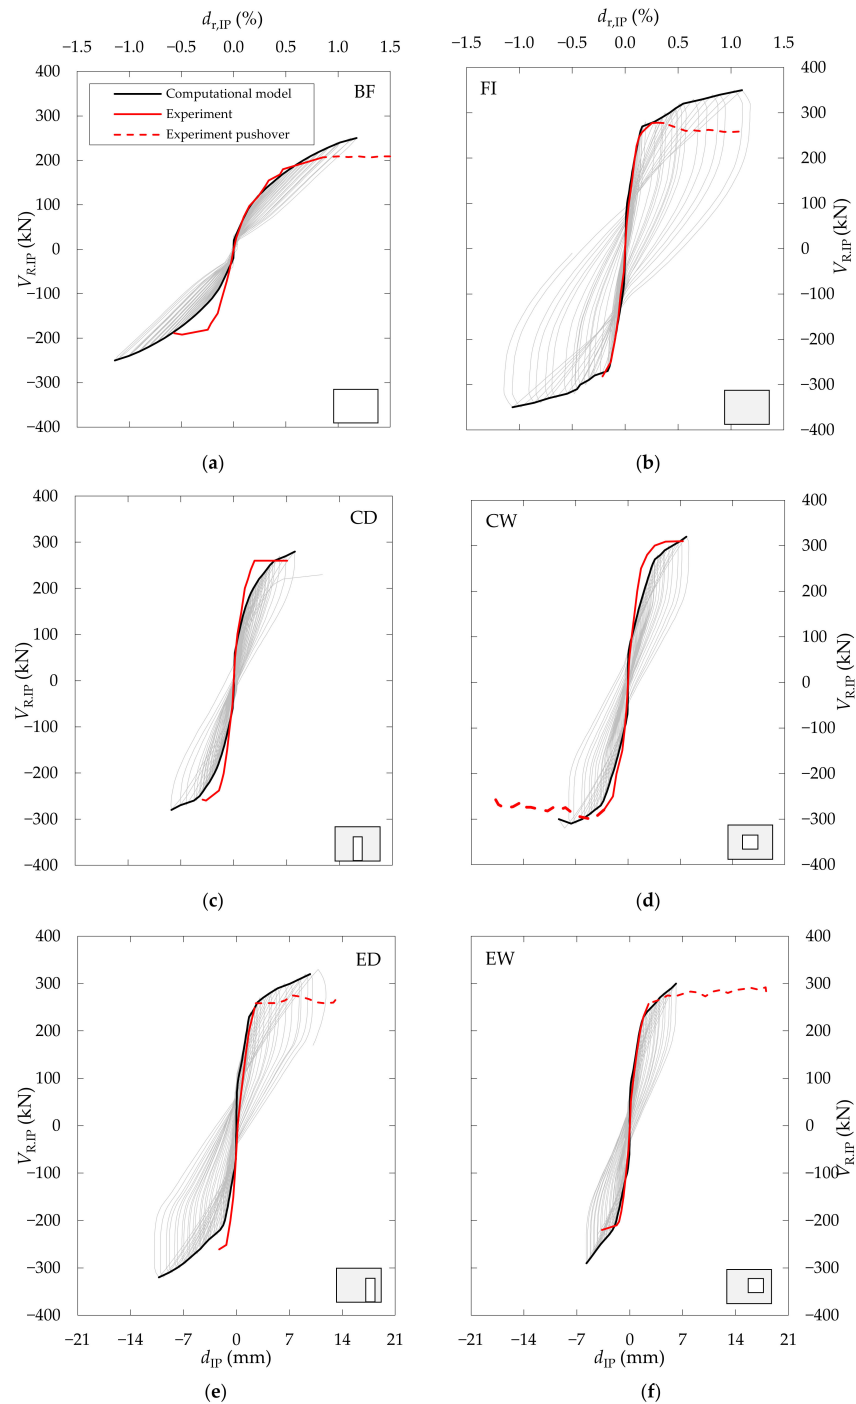 d_r,IP (%)
−1.5 −1.0 −0.5 0.0 0.5 1.0 1.5
400
300
200
100
0
−100
−200
−300
−400
V_R.IP (kN)
Computational model
Experiment
Experiment pushover
BF
(a)
d_r,IP (%)
−1.5 −1.0 −0.5 0.0 0.5 1.0 1.5
FI
400
300
200
100
0
−100
−200
−300
−400
V_R.IP (kN)
(b)
400
300
200
100
0
−100
−200
−300
−400
V_R.IP (kN)
CD
(c)
CW
400
300
200
100
0
−100
−200
−300
−400
V_R.IP (kN)
(d)
400
300
200
100
0
−100
−200
−300
−400
V_R.IP (kN)
ED
−21 −14 −7 0 7 14 21
d_IP (mm)
(e)
EW
400
300
200
100
0
−100
−200
−300
−400
V_R.IP (kN)
−21 −14 −7 0 7 14 21
d_IP (mm)
(f)